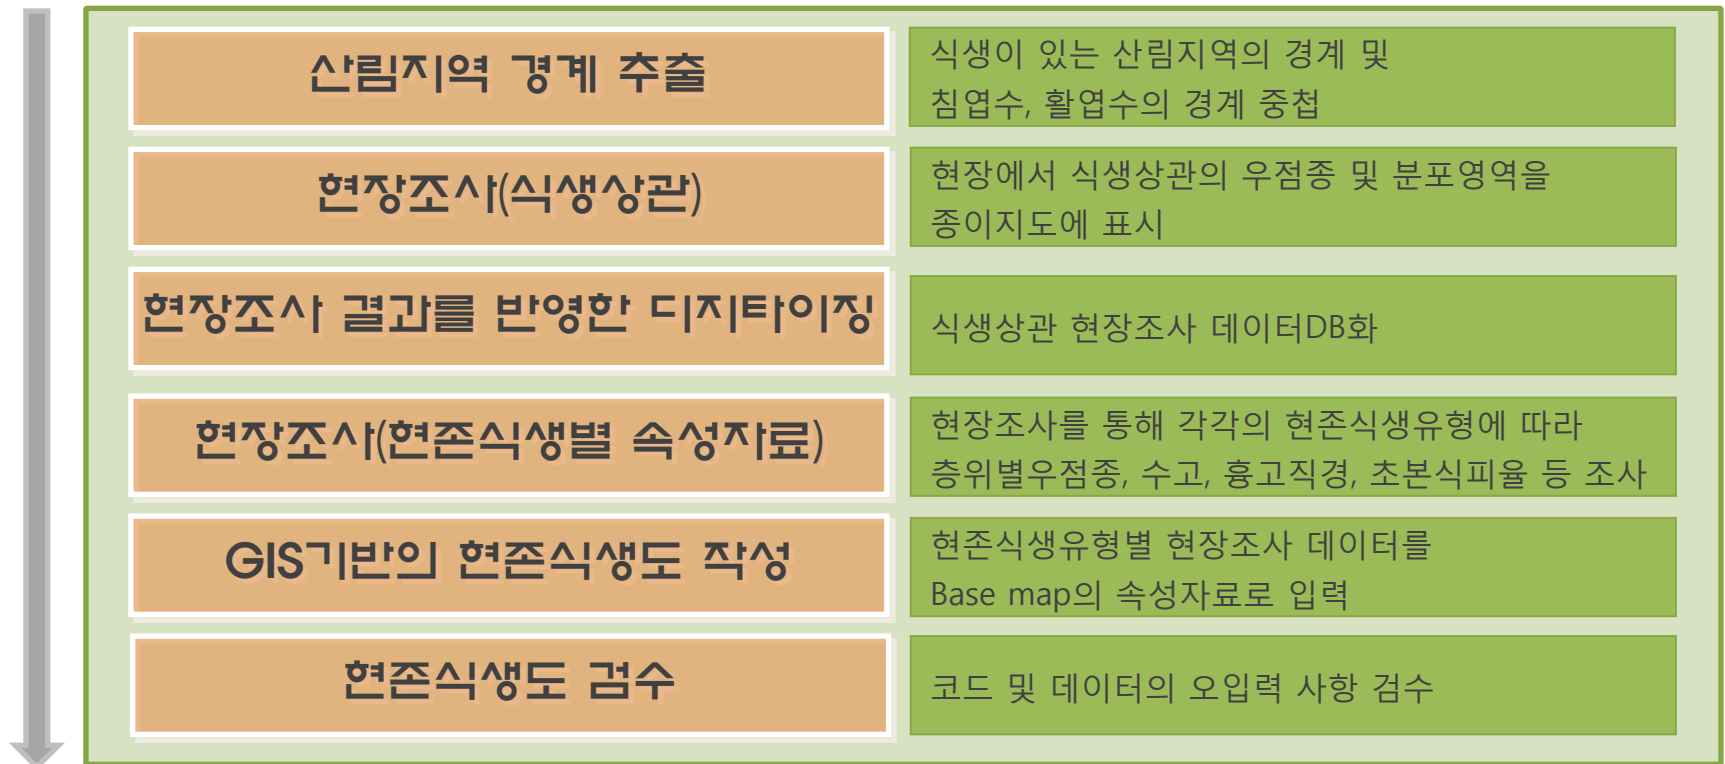 산림지역 경계 추출
식생이 있는 산림지역의 경계 및
침엽수, 활엽수의 경계 중첩
현장조사(식생상관)
현장에서 식생상관의 우점종 및 분포영역을
종이지도에 표시
현장조사 결과를 반영한 디지타이징
식생상관 현장조사 데이터DB화
현장조사(현존식생별 속성자료)
현장조사를 통해 각각의 현존식생유형에 따라
층위별우점종, 수고, 흉고직경, 초본식피율 등 조사
GIS기반의 현존식생도 작성
현존식생유형별 현장조사 데이터를
Base map의 속성자료로 입력
현존식생도 검수
코드 및 데이터의 오입력 사항 검수